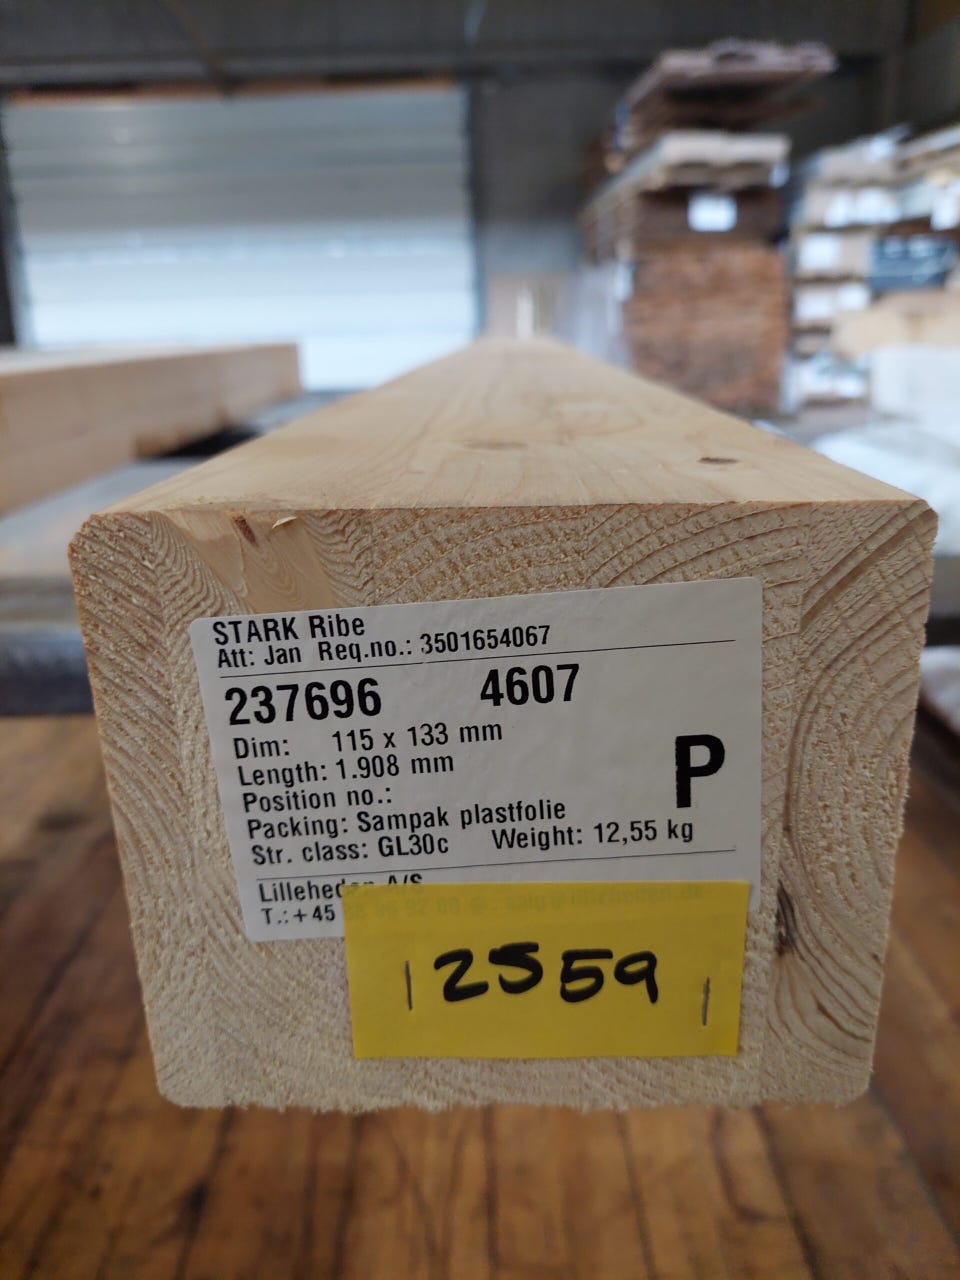 STARK Ribe
Att: Jan Req.no.: 3501654067
237696 4607
Dim: 115 x 133 mm
Length: 1.908 mm
Position no.:
P
Packing: Sampak plastfolie
Str. class: GL30c Weight: 12,55 kg
Lilleheden A/S
T.: +45
2559